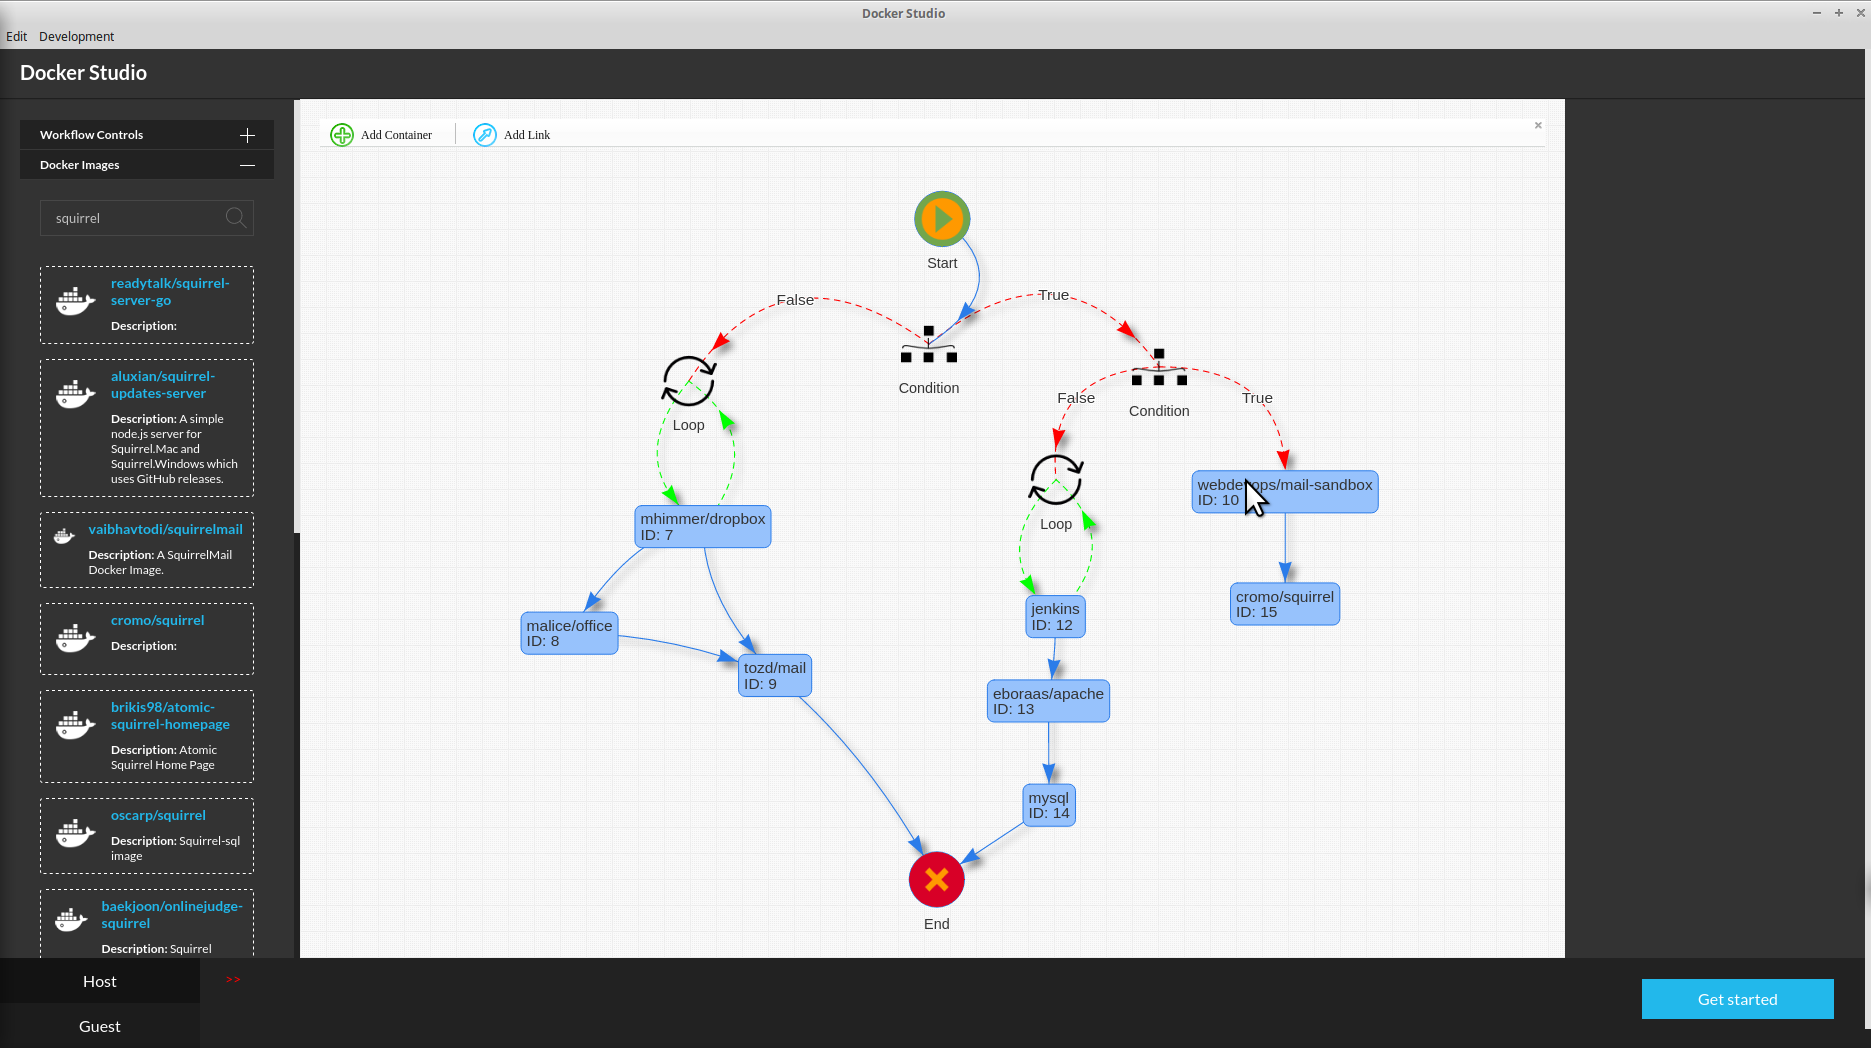 Docker Studio
Edit Development
Docker Studio
Workflow Controls
Docker Images
squirrel
readytalk/squirrel-
server-go
Description:
aluxian/squirrel-
updates-server
Description: A simple
node.js server for
Squirrel.Mac and
Squirrel.Windows which
uses GitHub releases.
vaibhavtodi/squirrelmail
Description: A SquirrelMail
Docker Image.
cromo/squirrel
Description:
brikis98/atomic-
squirrel-homepage
Description: Atomic
Squirrel Home Page
oscarp/squirrel
Description: Squirrel-sql
image
baekjoon/onlinejudge-
squirrel
Description: Squirrel
Add Container
Add Link
Start
False
True
Condition
Loop
False
Condition
True
mhimmer/dropbox
ID: 7
malice/office
ID: 8
tozd/mail
ID: 9
Loop
jenkins
ID: 12
eboraas/apache
ID: 13
mysql
ID: 14
/mail-sandbox
ID: 10
cromo/squirrel
ID: 15
End
Host
>>
Guest
Get started